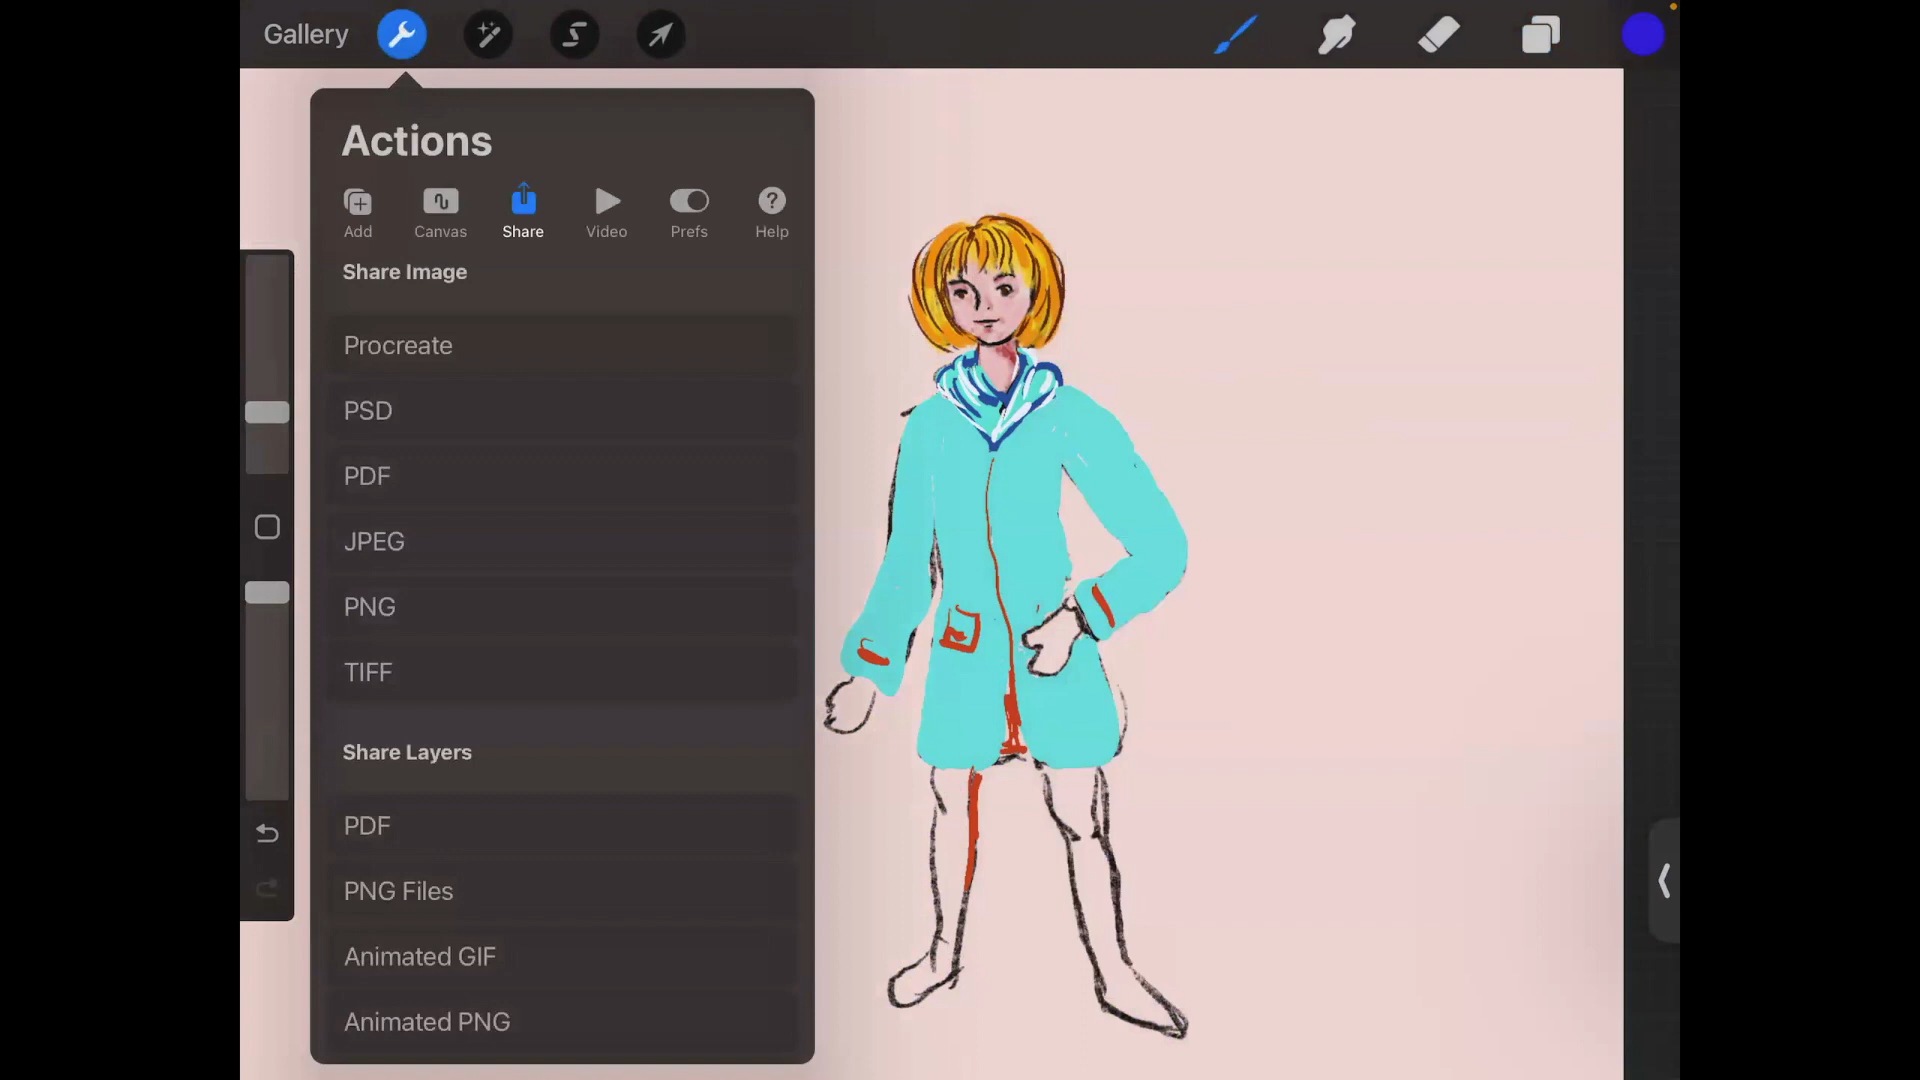 Gallery
Actions
Add Canvas Share Video Prefs Help
Share Image
Procreate
PSD
PDF
JPEG
PNG
TIFF
Share Layers
PDF
PNG Files
Animated GIF
Animated PNG